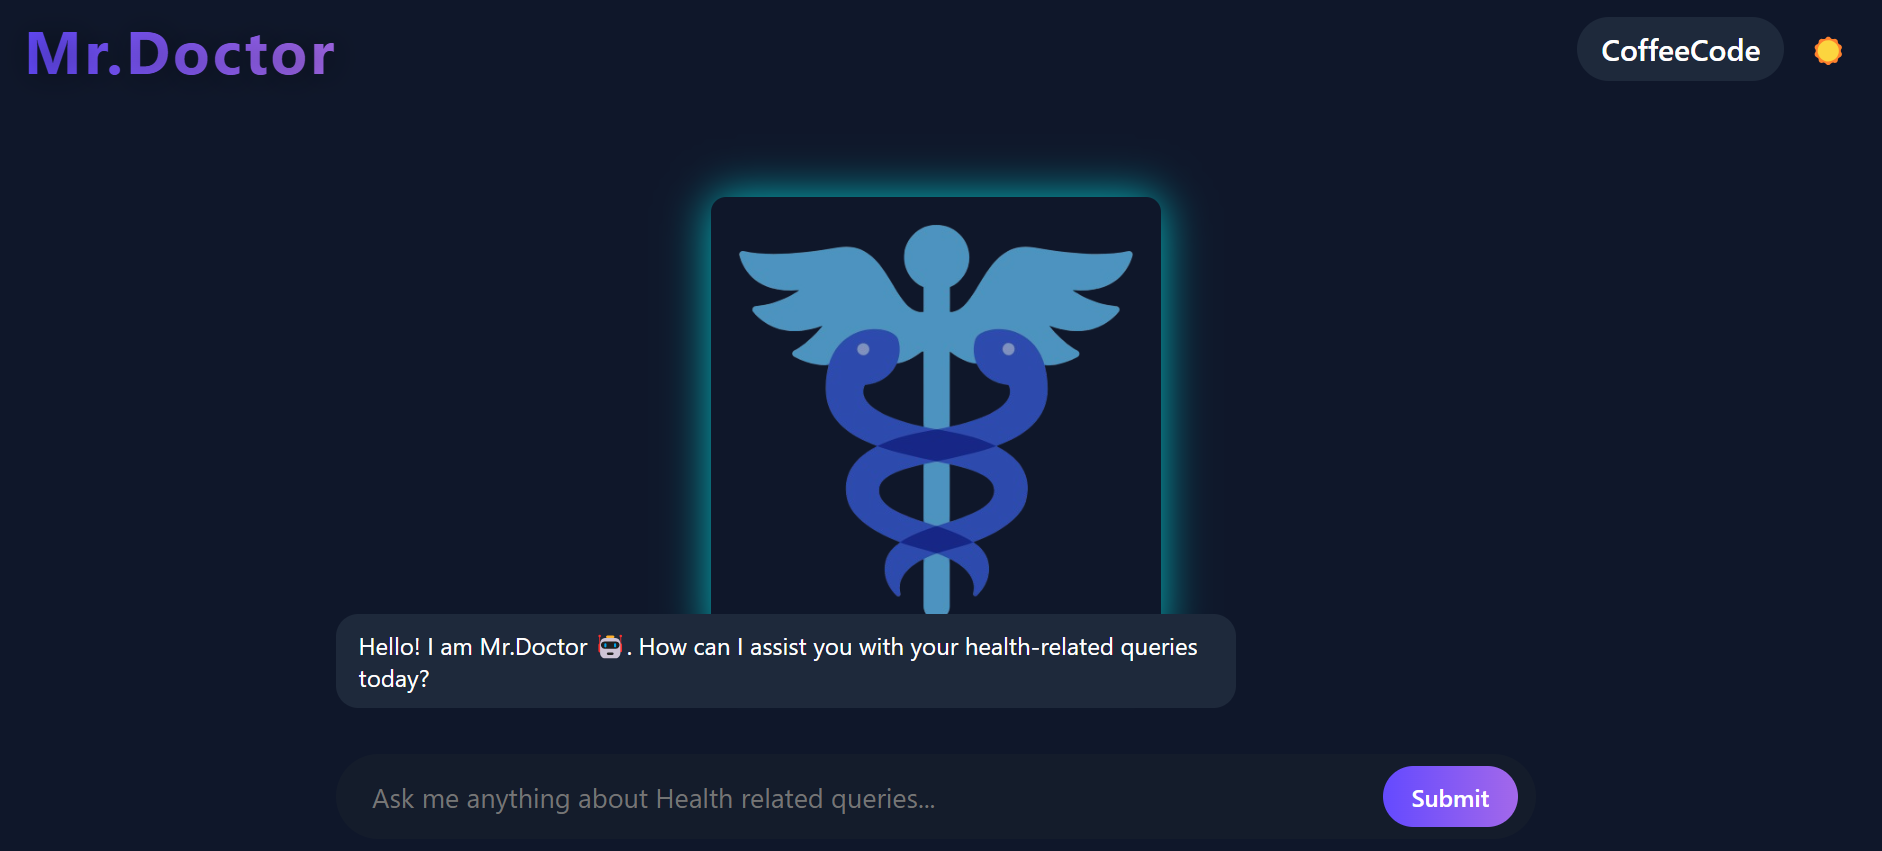 Mr.Doctor
CoffeeCode
Hello! I am Mr.Doctor 🤖. How can I assist you with your health-related queries
today?
Ask me anything about Health related queries...
Submit